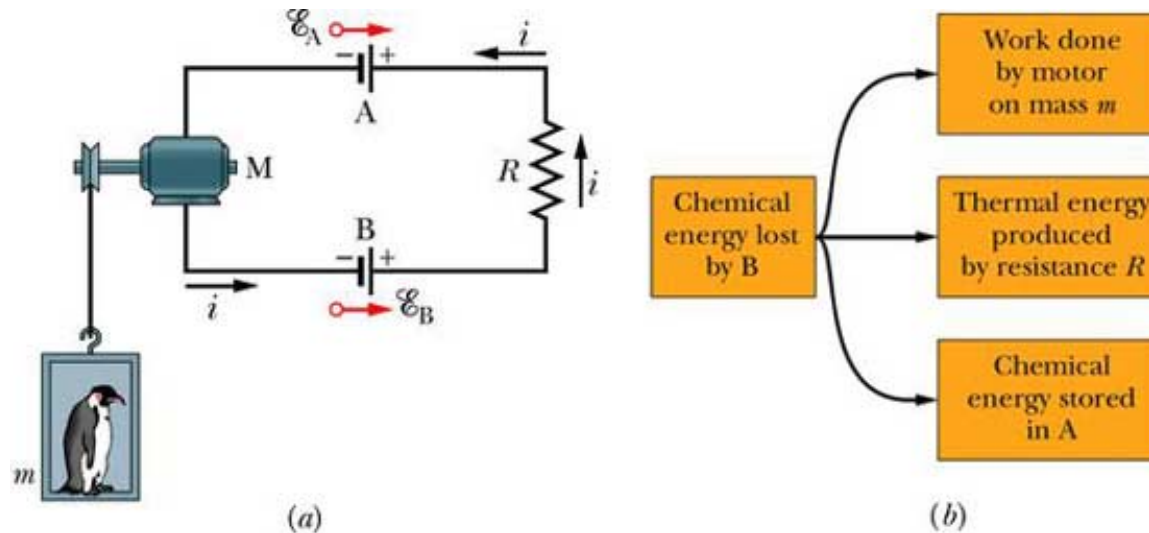 ℰA
i
− +
A
M
R
i
B
− +
i
ℰB
m
(a)
Chemical
energy lost
by B
Work done
by motor
on mass m
Thermal energy
produced
by resistance R
Chemical
energy stored
in A
(b)